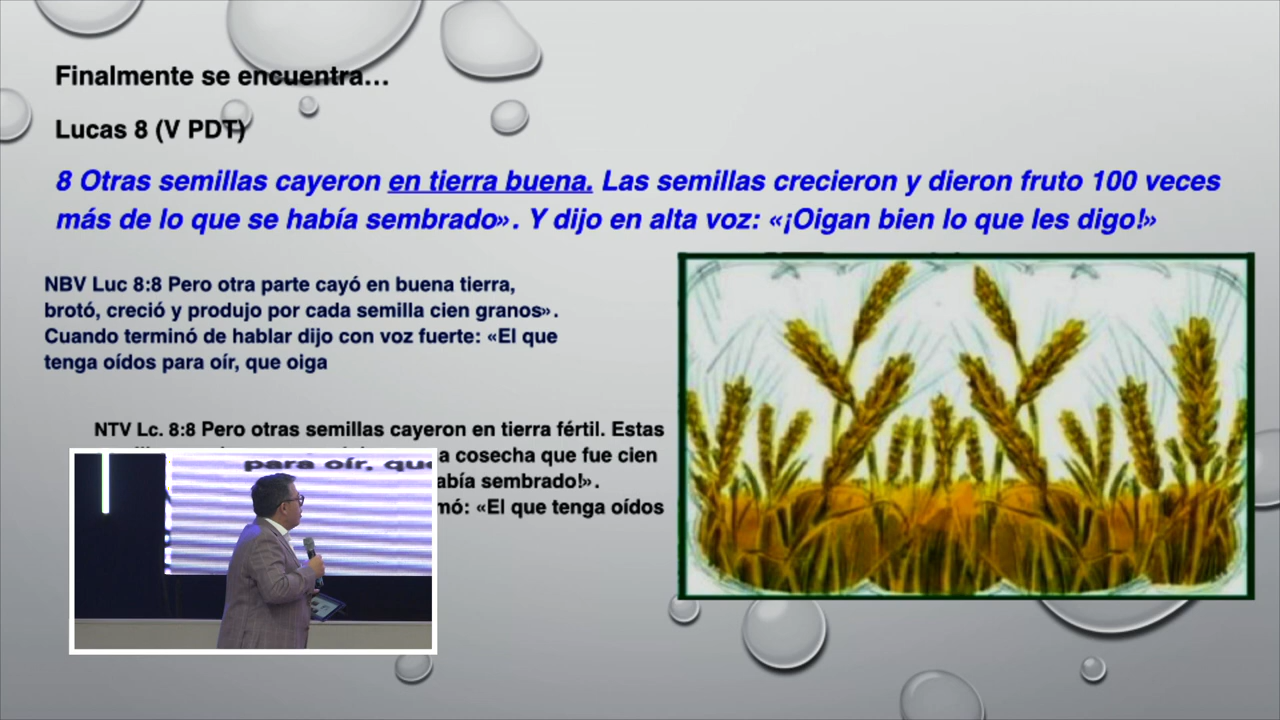 Finalmente se encuentra...
Lucas 8 (V PDT)
8 Otras semillas cayeron en tierra buena. Las semillas crecieron y dieron fruto 100 veces
más de lo que se había sembrado». Y dijo en alta voz: «¡Oigan bien lo que les digo!»
NBV Luc 8:8 Pero otra parte cayó en buena tierra,
brotó, creció y produjo por cada semilla cien granos».
Cuando terminó de hablar dijo con voz fuerte: «El que
tenga oídos para oír, que oiga
NTV Lc. 8:8 Pero otras semillas cayeron en tierra fértil. Estas
a cosecha que fue cien
abía sembrado!».
mó: «El que tenga oídos
para oír, que